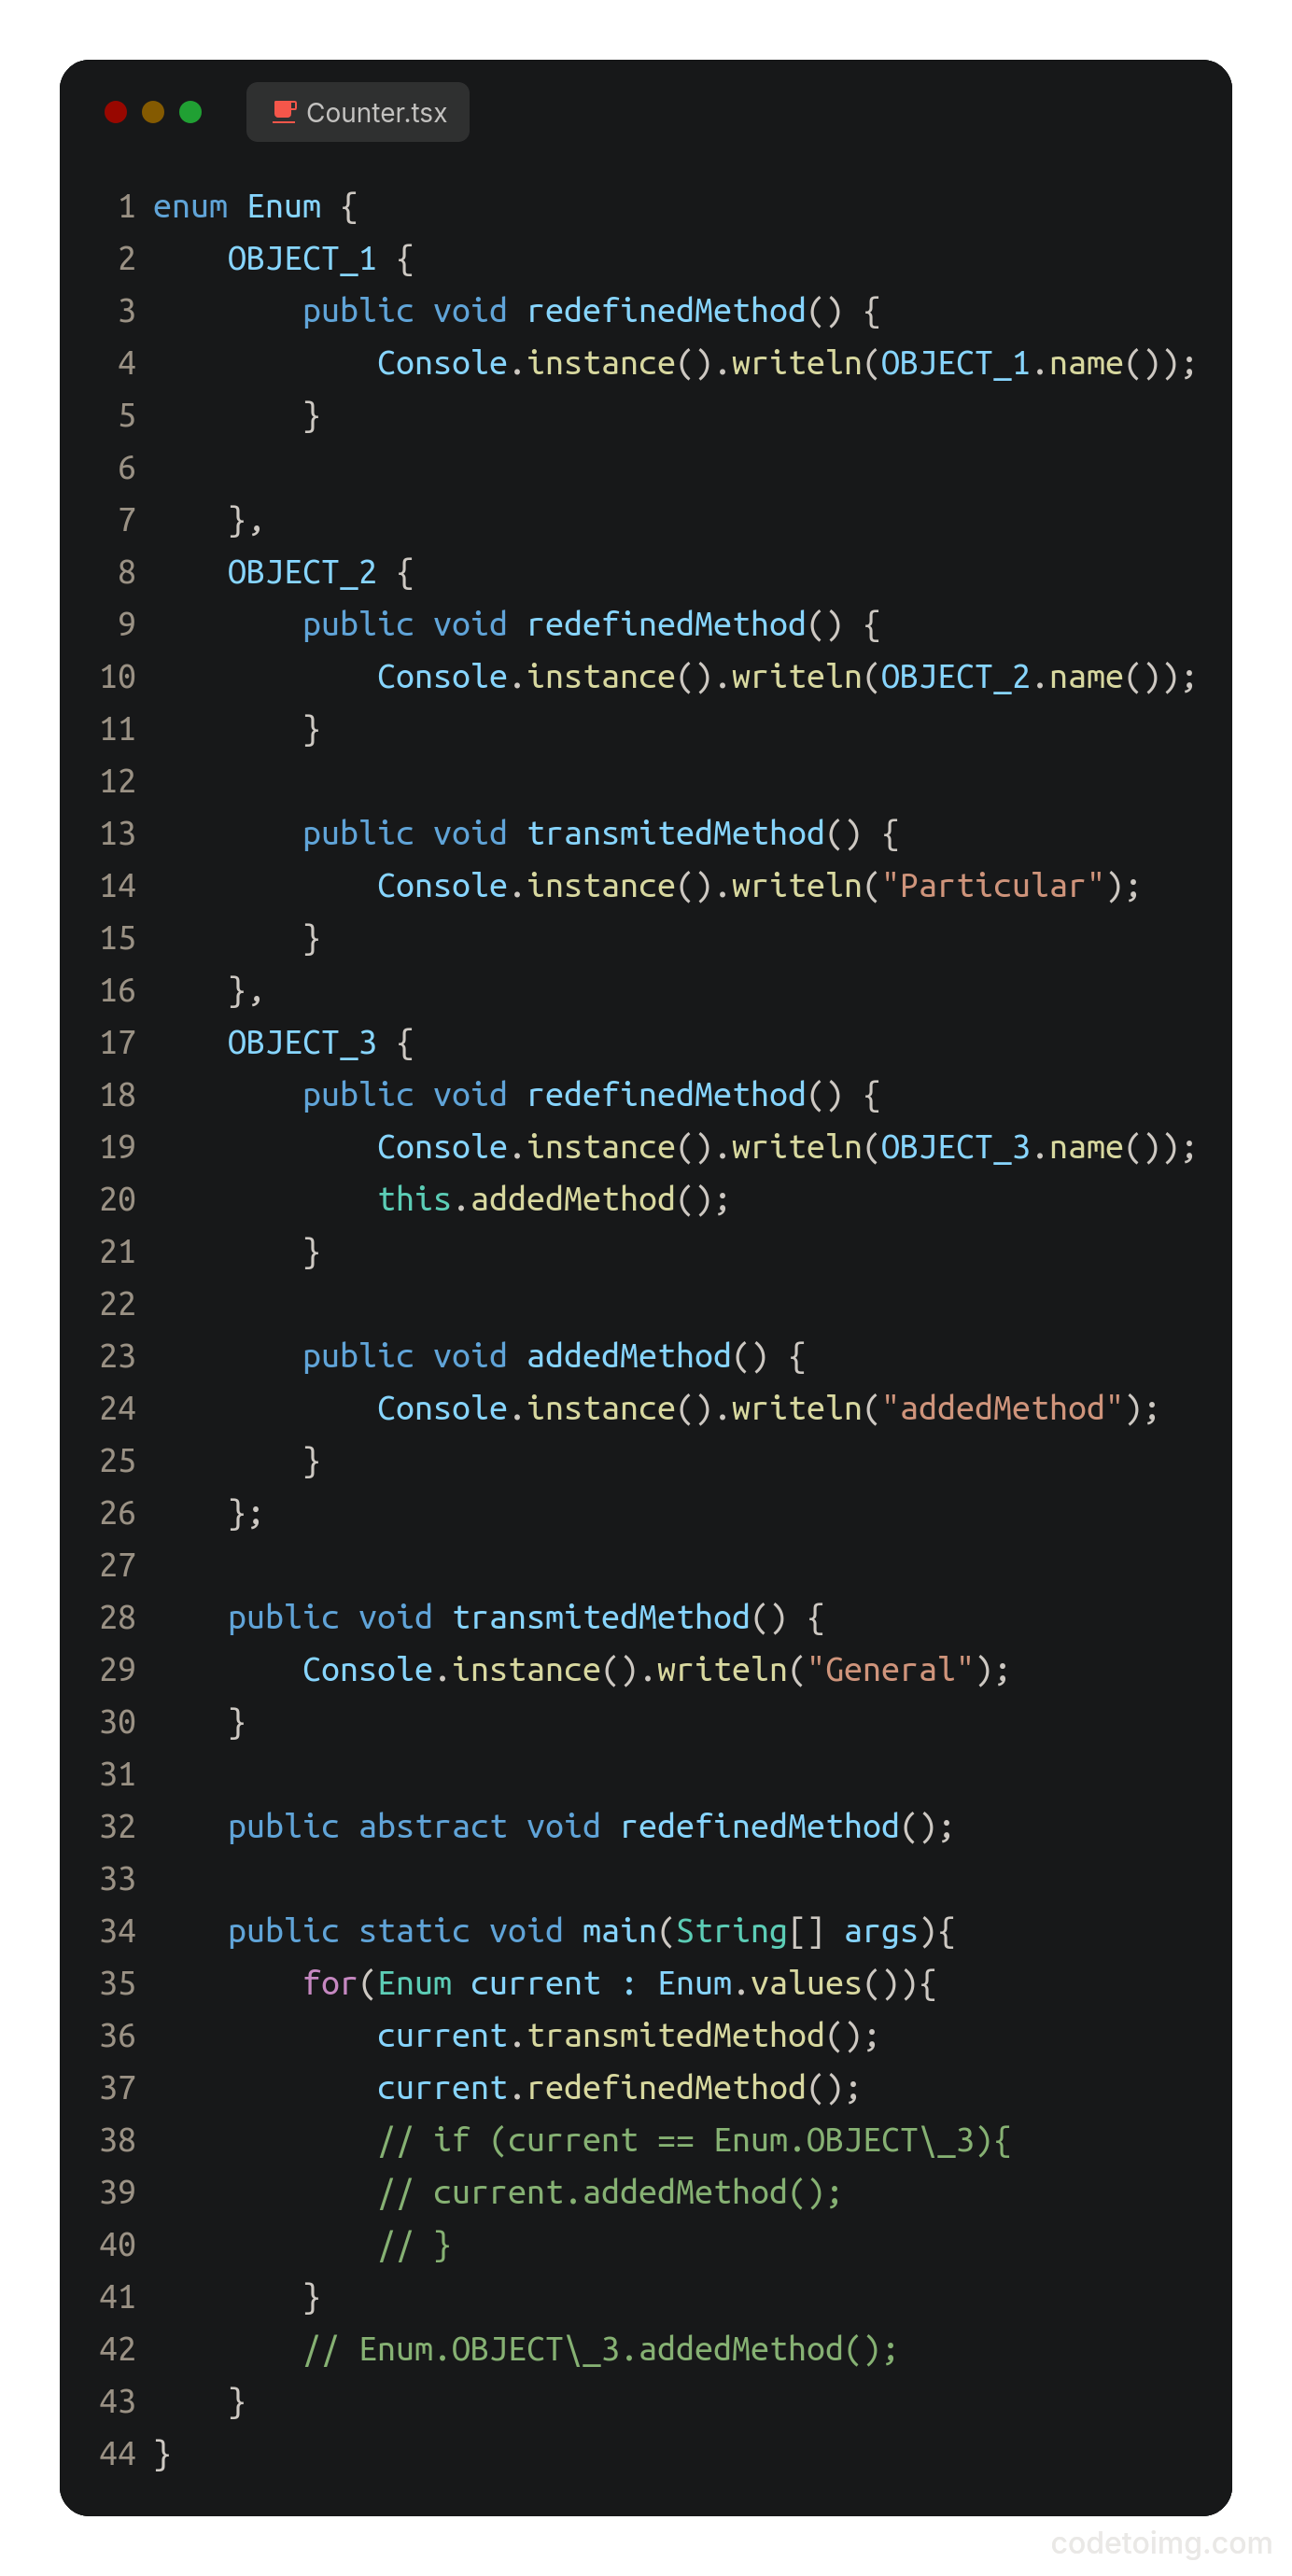 Counter.tsx
1 enum Enum {
2     OBJECT_1 {
3         public void redefinedMethod() {
4             Console.instance().writeln(OBJECT_1.name());
5         }
6
7     },
8     OBJECT_2 {
9         public void redefinedMethod() {
10             Console.instance().writeln(OBJECT_2.name());
11         }
12
13         public void transmitedMethod() {
14             Console.instance().writeln("Particular");
15         }
16     },
17     OBJECT_3 {
18         public void redefinedMethod() {
19             Console.instance().writeln(OBJECT_3.name());
20             this.addedMethod();
21         }
22
23         public void addedMethod() {
24             Console.instance().writeln("addedMethod");
25         }
26     };
27
28     public void transmitedMethod() {
29         Console.instance().writeln("General");
30     }
31
32     public abstract void redefinedMethod();
33
34     public static void main(String[] args){
35         for(Enum current : Enum.values()){
36             current.transmitedMethod();
37             current.redefinedMethod();
38             // if (current == Enum.OBJECT\_3){
39             // current.addedMethod();
40             // }
41         }
42         // Enum.OBJECT\_3.addedMethod();
43     }
44 }
codetoimg.com